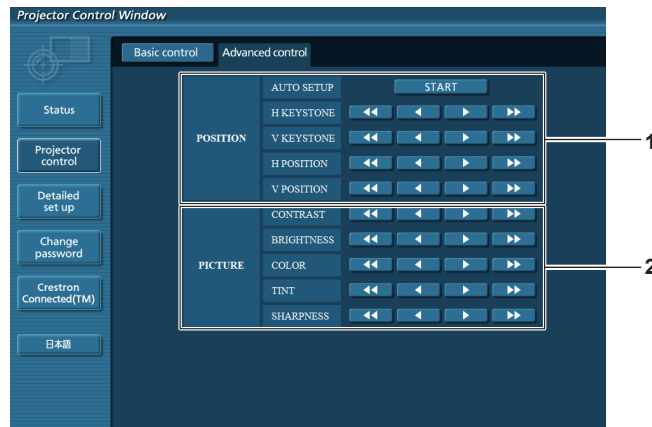 Projector Control Window
Basic control Advanced control
Status
Projector
control
Detailed
set up
Change
password
Crestron
Connected(TM)
日本語
POSITION
AUTO SETUP START
H KEYSTONE
V KEYSTONE
H POSITION
V POSITION
1
PICTURE
CONTRAST
BRIGHTNESS
COLOR
TINT
SHARPNESS
2